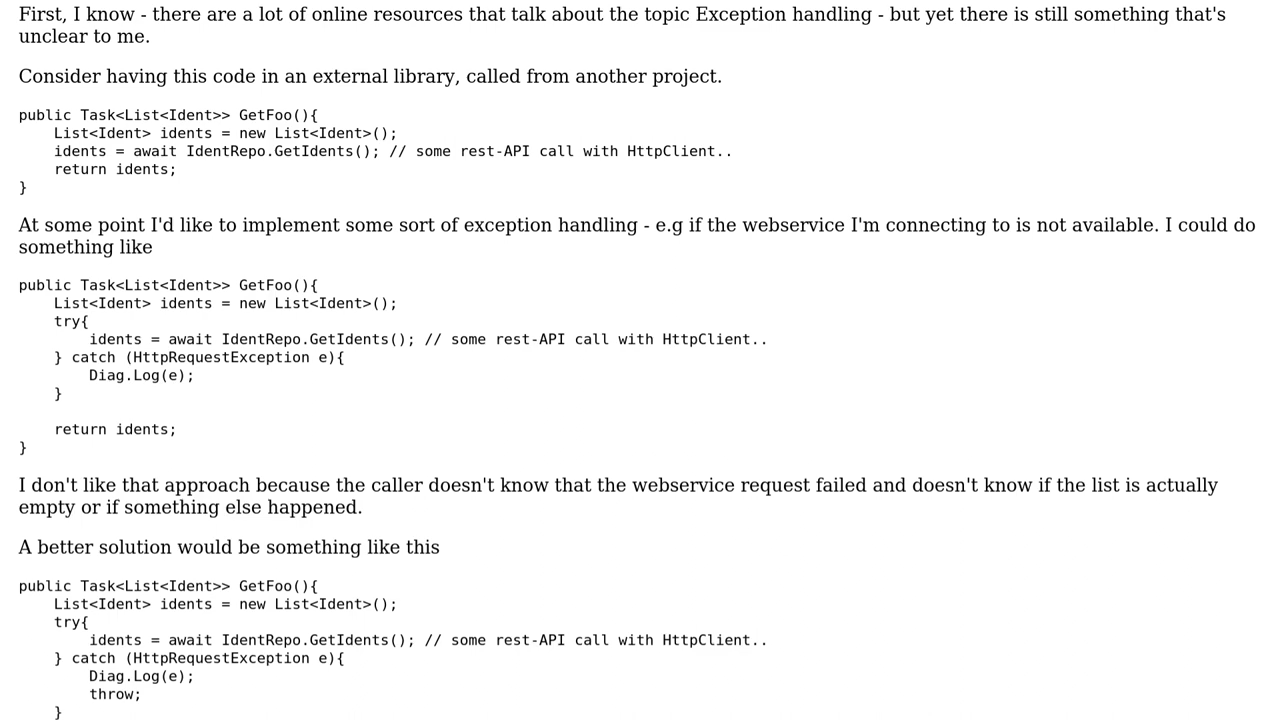 First, I know - there are a lot of online resources that talk about the topic Exception handling - but yet there is still something that's
unclear to me.
Consider having this code in an external library, called from another project.
public Task<List<Ident>> GetFoo(){
    List<Ident> idents = new List<Ident>();
    idents = await IdentRepo.GetIdents(); // some rest-API call with HttpClient..
    return idents;
}
At some point I'd like to implement some sort of exception handling - e.g if the webservice I'm connecting to is not available. I could do
something like
public Task<List<Ident>> GetFoo(){
    List<Ident> idents = new List<Ident>();
    try{
        idents = await IdentRepo.GetIdents(); // some rest-API call with HttpClient..
    } catch (HttpRequestException e){
        Diag.Log(e);
    }
    return idents;
}
I don't like that approach because the caller doesn't know that the webservice request failed and doesn't know if the list is actually
empty or if something else happened.
A better solution would be something like this
public Task<List<Ident>> GetFoo(){
    List<Ident> idents = new List<Ident>();
    try{
        idents = await IdentRepo.GetIdents(); // some rest-API call with HttpClient..
    } catch (HttpRequestException e){
        Diag.Log(e);
        throw;
    }